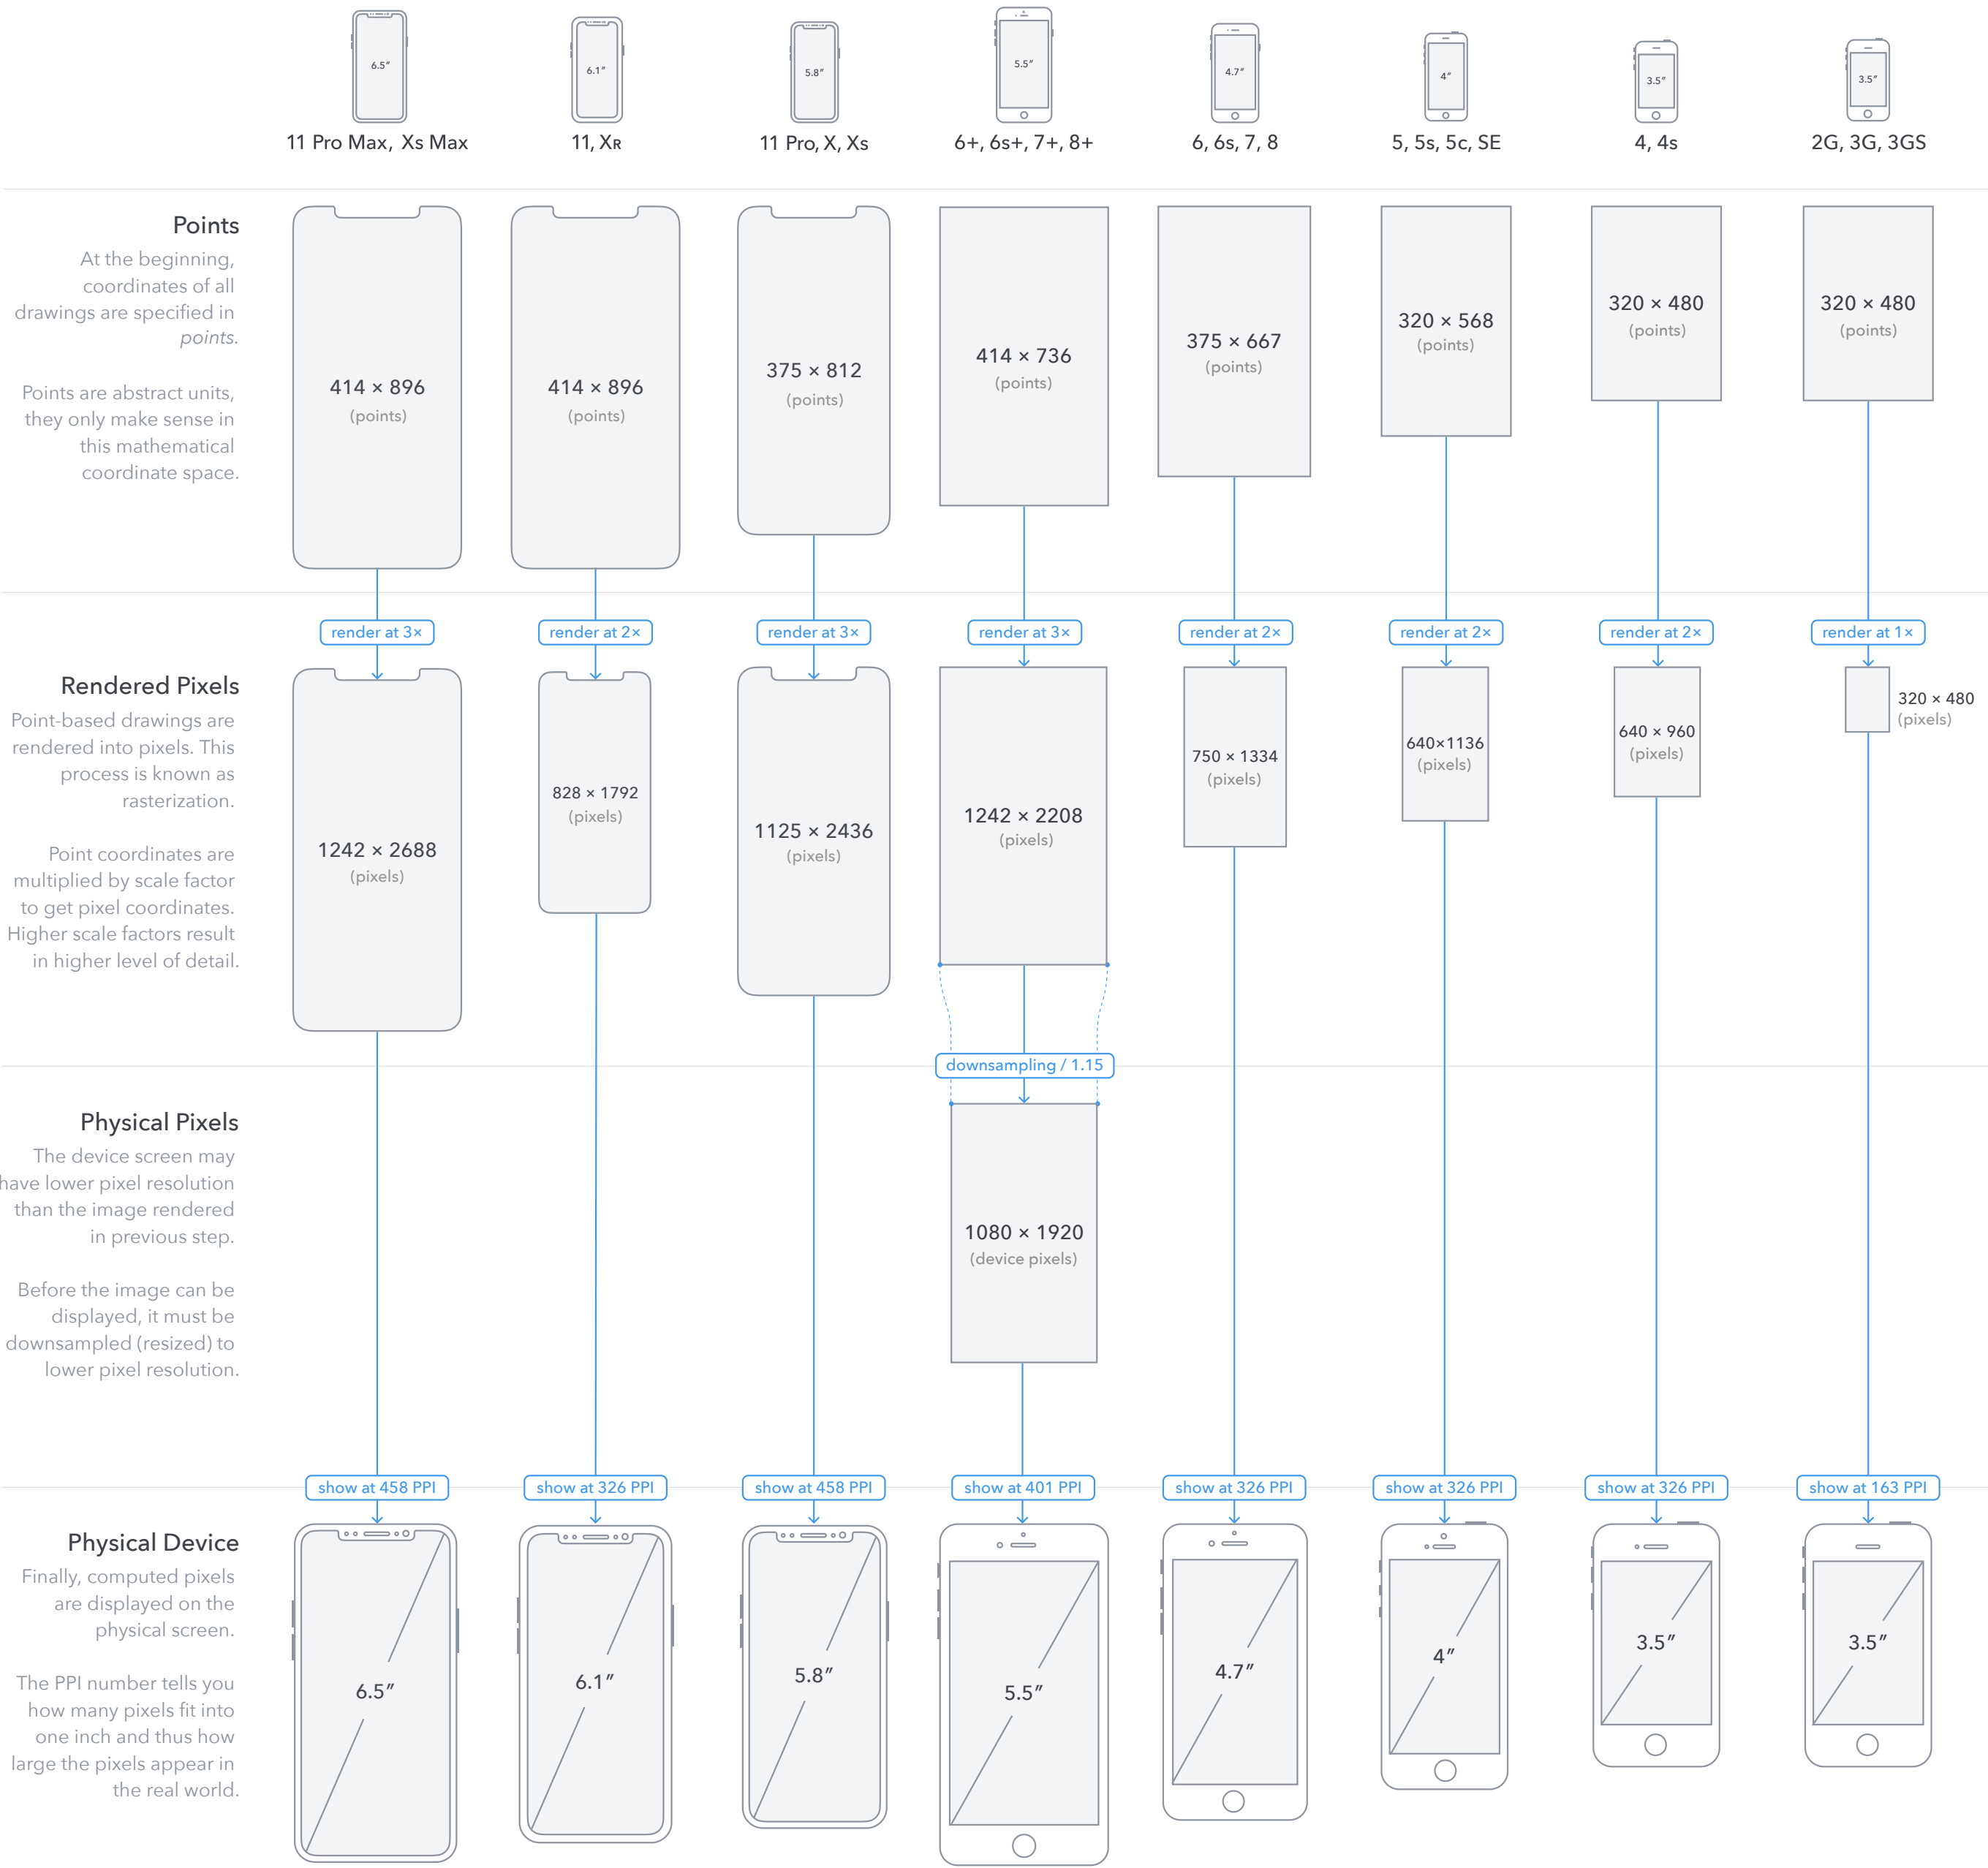 6.5″
6.1″
5.8″
5.5″
4.7″
4″
3.5″
3.5″
11 Pro Max, Xs Max
11, XR
11 Pro, X, Xs
6+, 6s+, 7+, 8+
6, 6s, 7, 8
5, 5s, 5c, SE
4, 4s
2G, 3G, 3GS
Points
At the beginning,
coordinates of all
drawings are specified in
points.
Points are abstract units,
they only make sense in
this mathematical
coordinate space.
414 × 896
(points)
414 × 896
(points)
375 × 812
(points)
414 × 736
(points)
375 × 667
(points)
320 × 568
(points)
320 × 480
(points)
320 × 480
(points)
render at 3×
render at 2×
render at 3×
render at 3×
render at 2×
render at 2×
render at 2×
render at 1×
Rendered Pixels
Point-based drawings are
rendered into pixels. This
process is known as
rasterization.
Point coordinates are
multiplied by scale factor
to get pixel coordinates.
Higher scale factors result
in higher level of detail.
1242 × 2688
(pixels)
828 × 1792
(pixels)
1125 × 2436
(pixels)
1242 × 2208
(pixels)
750 × 1334
(pixels)
640×1136
(pixels)
640 × 960
(pixels)
320 × 480
(pixels)
downsampling / 1.15
Physical Pixels
The device screen may
have lower pixel resolution
than the image rendered
in previous step.
Before the image can be
displayed, it must be
downsampled (resized) to
lower pixel resolution.
1080 × 1920
(device pixels)
show at 458 PPI
show at 326 PPI
show at 458 PPI
show at 401 PPI
show at 326 PPI
show at 326 PPI
show at 326 PPI
show at 163 PPI
Physical Device
Finally, computed pixels
are displayed on the
physical screen.
The PPI number tells you
how many pixels fit into
one inch and thus how
large the pixels appear in
the real world.
6.5″
6.1″
5.8″
5.5″
4.7″
4″
3.5″
3.5″